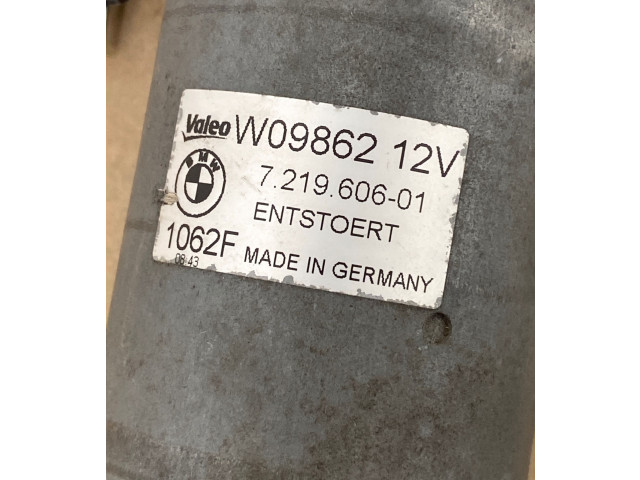 Valeo W09862 12V
BMW
7.219.606-01
ENTSTOERT
1062F MADE IN GERMANY
08:43